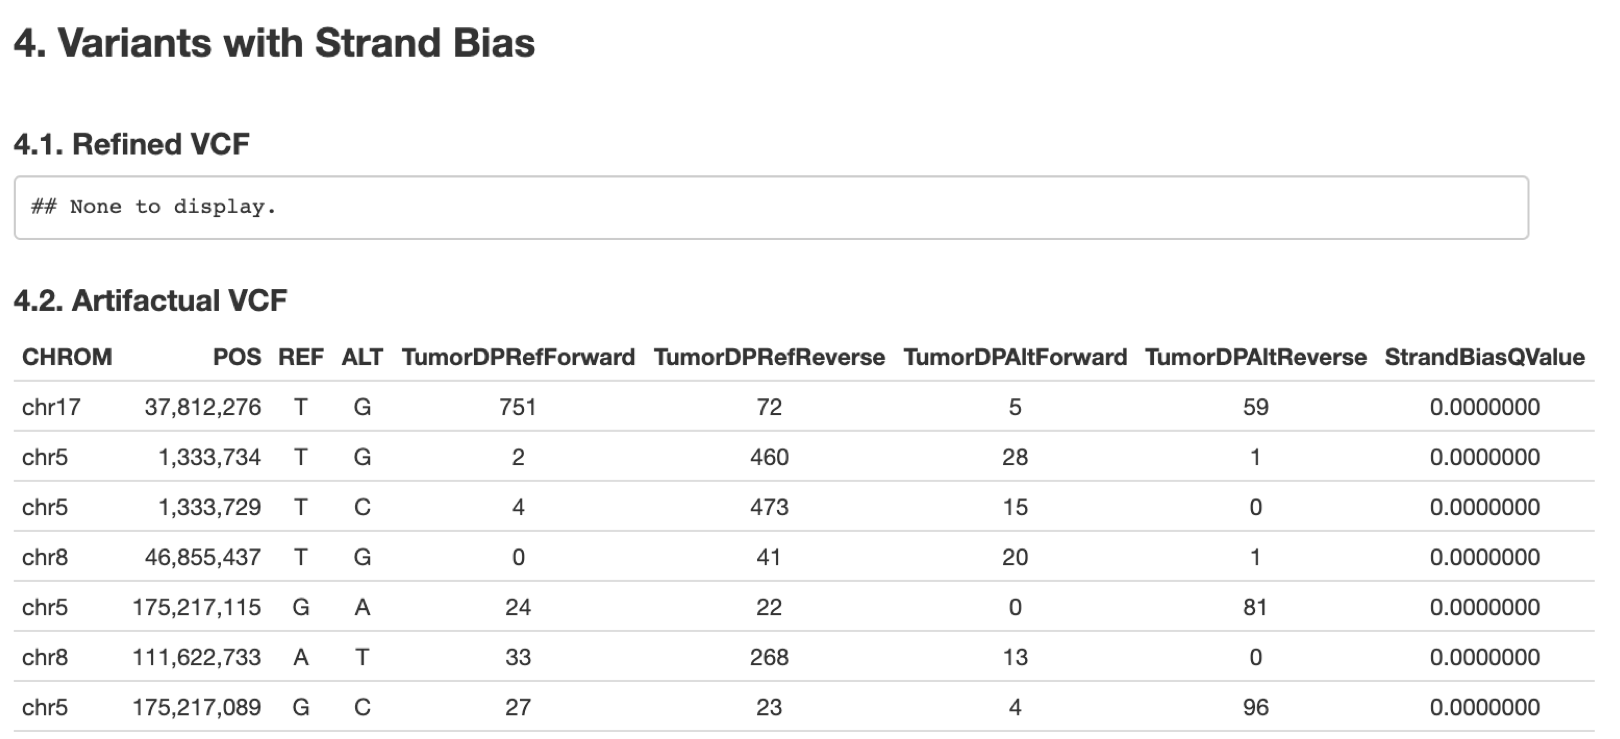 4. Variants with Strand Bias
4.1. Refined VCF
## None to display.
4.2. Artifactual VCF
CHROM POS REF ALT TumorDPRefForward TumorDPRefReverse TumorDPAltForward TumorDPAltReverse StrandBiasQValue
chr17 37,812,276 T G 751 72 5 59 0.0000000
chr5 1,333,734 T G 2 460 28 1 0.0000000
chr5 1,333,729 T C 4 473 15 0 0.0000000
chr8 46,855,437 T G 0 41 20 1 0.0000000
chr5 175,217,115 G A 24 22 0 81 0.0000000
chr8 111,622,733 A T 33 268 13 0 0.0000000
chr5 175,217,089 G C 27 23 4 96 0.0000000